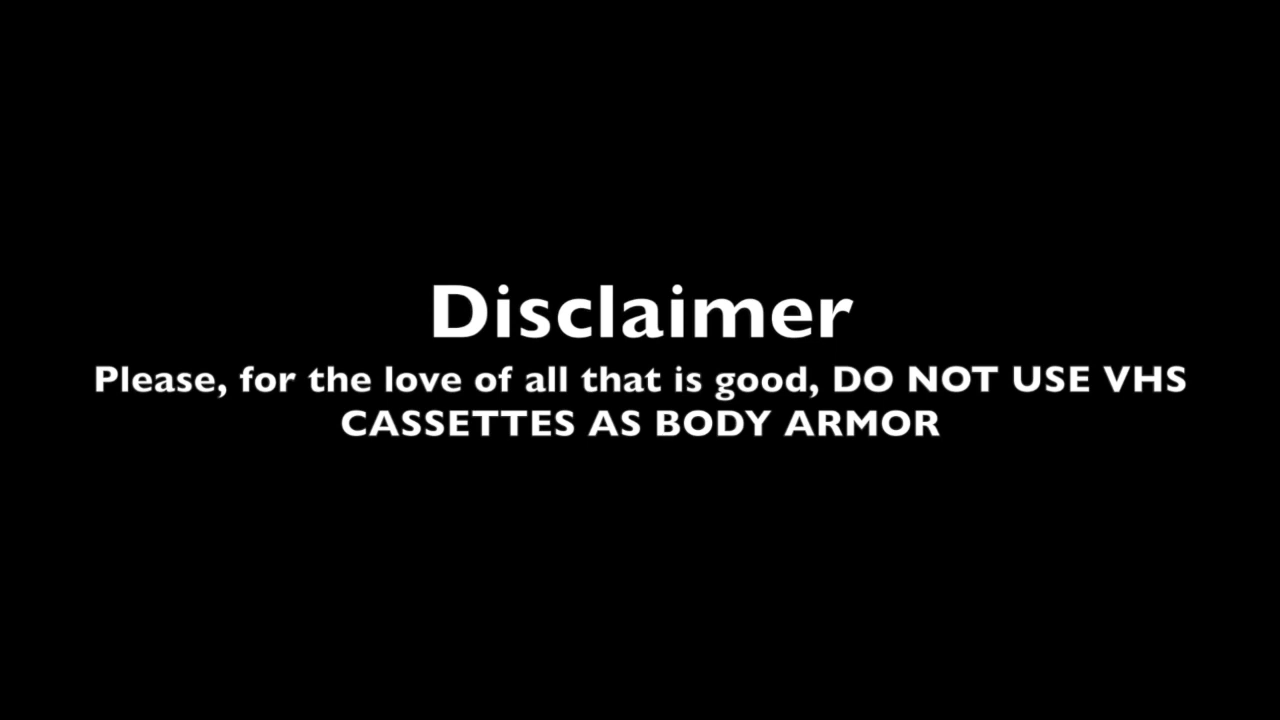 Disclaimer
Please, for the love of all that is good, DO NOT USE VHS
CASSETTES AS BODY ARMOR